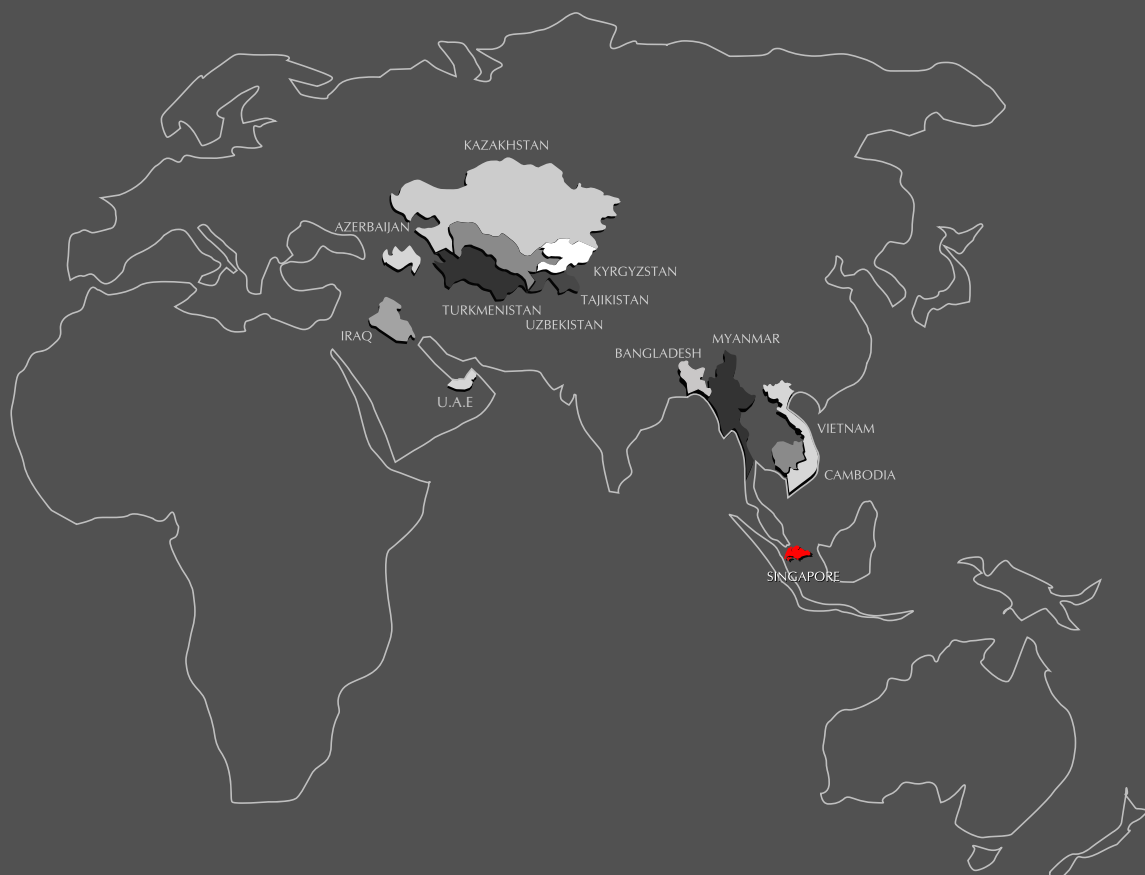 KAZAKHSTAN
AZERBAIJAN
KYRGYZSTAN
TAJIKISTAN
TURKMENISTAN
UZBEKISTAN
IRAQ
MYANMAR
BANGLADESH
U.A.E
VIETNAM
CAMBODIA
SINGAPORE